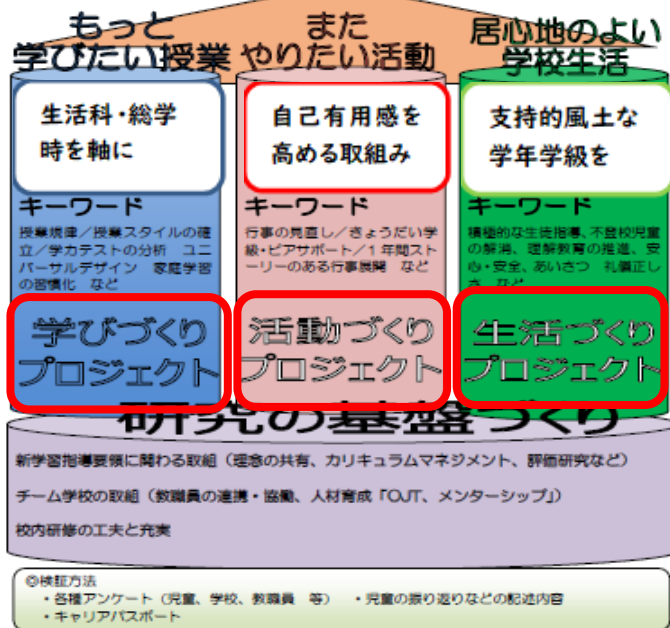 もっと
学びたい授業
また
やりたい活動
居心地のよい
学校生活
生活科・総学
時を軸に
自己有用感を
高める取組み
支持的風土な
学年学級を
キーワード
授業規律/授業スタイルの確
立/学力テストの分析 ユニ
バーサルデザイン 家庭学習
の習慣化 など
キーワード
行事の見直し/きょうだい学
級・ピアサポート/1年間スト
ーリーのある行事展開 など
キーワード
積極的な生徒指導、不登校児童
の解消、理解教育の推進、安
心・安全、あいさつ 礼儀正し
さ など
学びづくり
プロジェクト
活動づくり
プロジェクト
生活づくり
プロジェクト
研究の基盤づくり
新学習指導要領に関わる取組(理念の共有、カリキュラムマネジメント、評価研究など)
チーム学校の取組(教職員の連携・協働、人材育成「OJT、メンターシップ」)
校内研修の工夫と充実
◎検証方法
・各種アンケート(児童、学校、教職員 等) ・児童の振り返りなどの記述内容
・キャリアパスポート